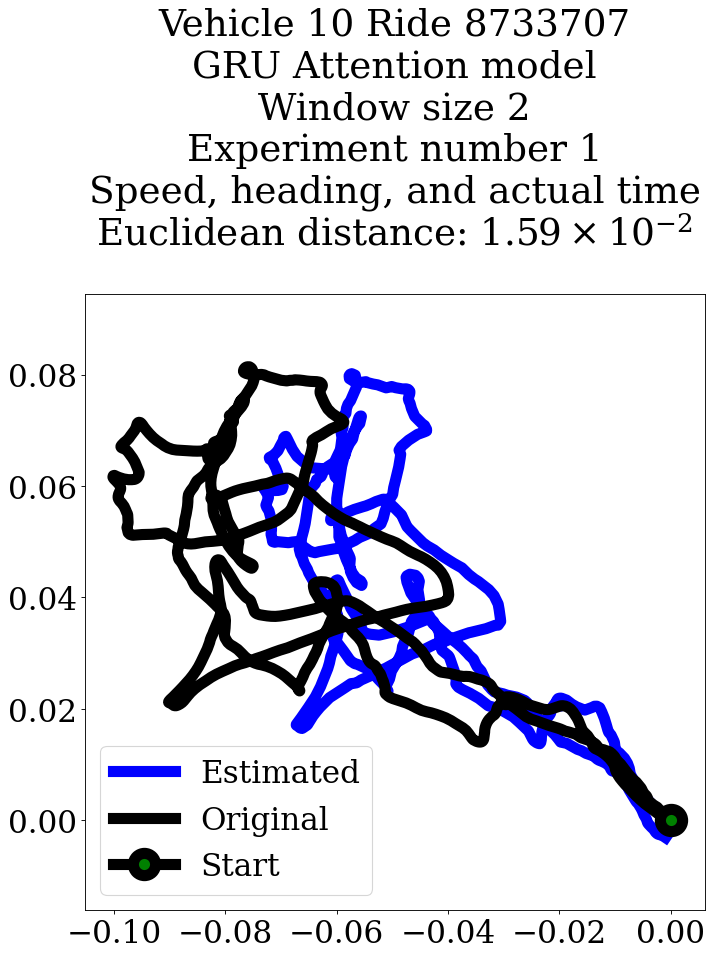 Vehicle 10 Ride 8733707
GRU Attention model
Window size 2
Experiment number 1
Speed, heading, and actual time
Euclidean distance: 1.59 × 10⁻²
0.08
0.06
0.04
0.02
0.00
Estimated
Original
Start
−0.10 −0.08 −0.06 −0.04 −0.02 0.00